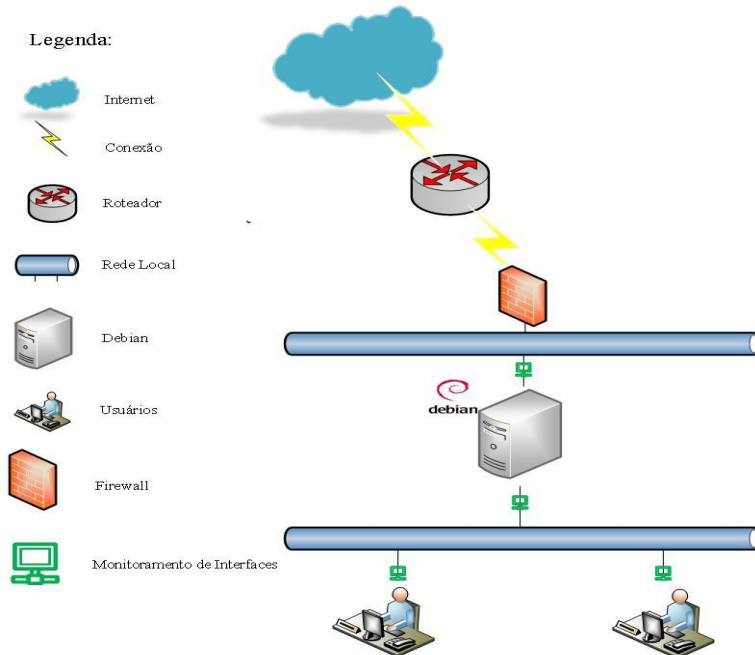 Legenda:
Internet
Conexão
Roteador
Rede Local
Debian
Usuários
Firewall
Monitoramento de Interfaces
debian